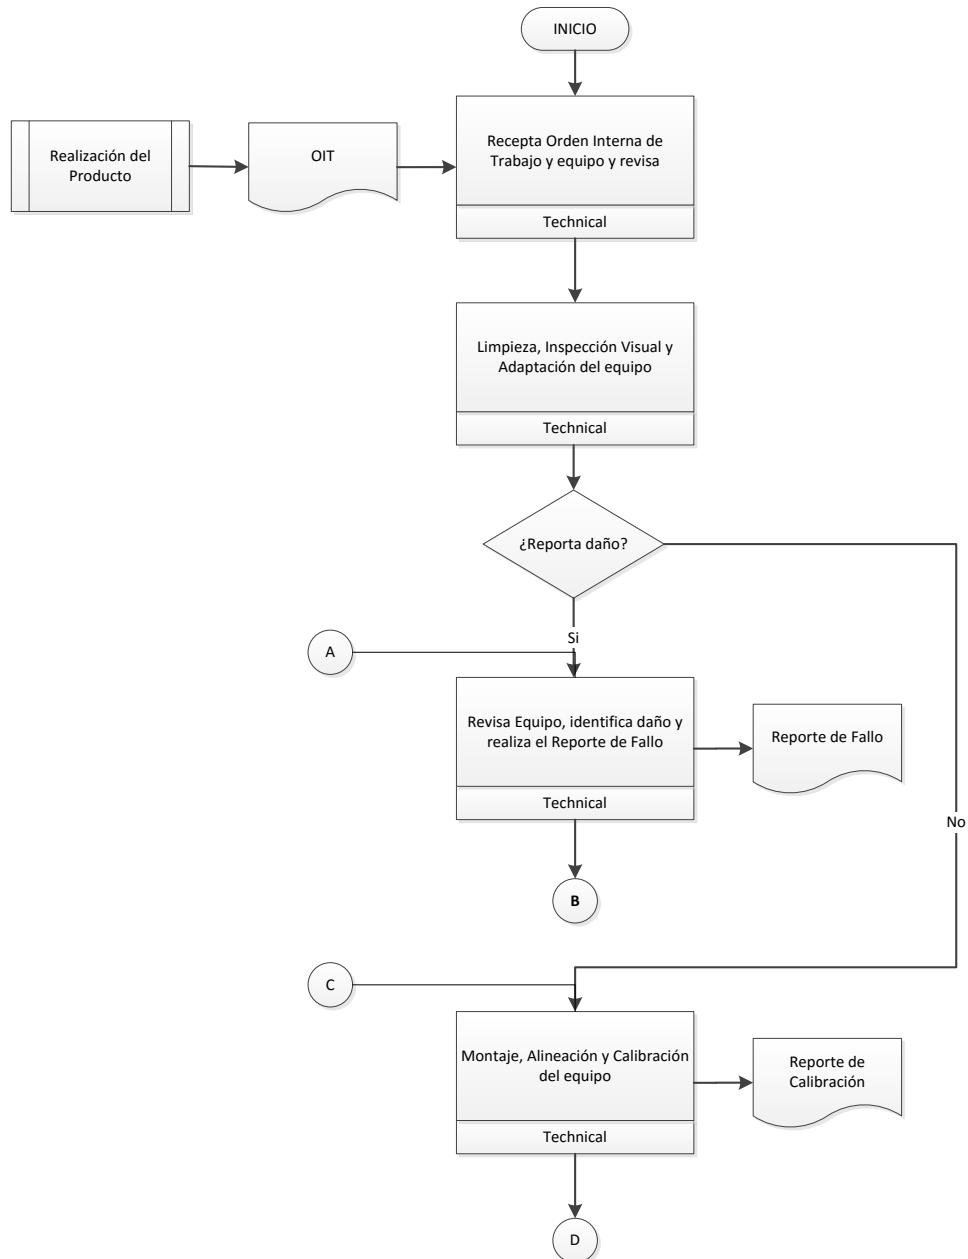 INICIO
Realización del
Producto
OIT
Recepta Orden Interna de
Trabajo y equipo y revisa
Technical
Limpieza, Inspección Visual y
Adaptación del equipo
Technical
¿Reporta daño?
Si
A
Revisa Equipo, identifica daño y
realiza el Reporte de Fallo
Technical
Reporte de Fallo
No
B
C
Montaje, Alineación y Calibración
del equipo
Technical
Reporte de
Calibración
D